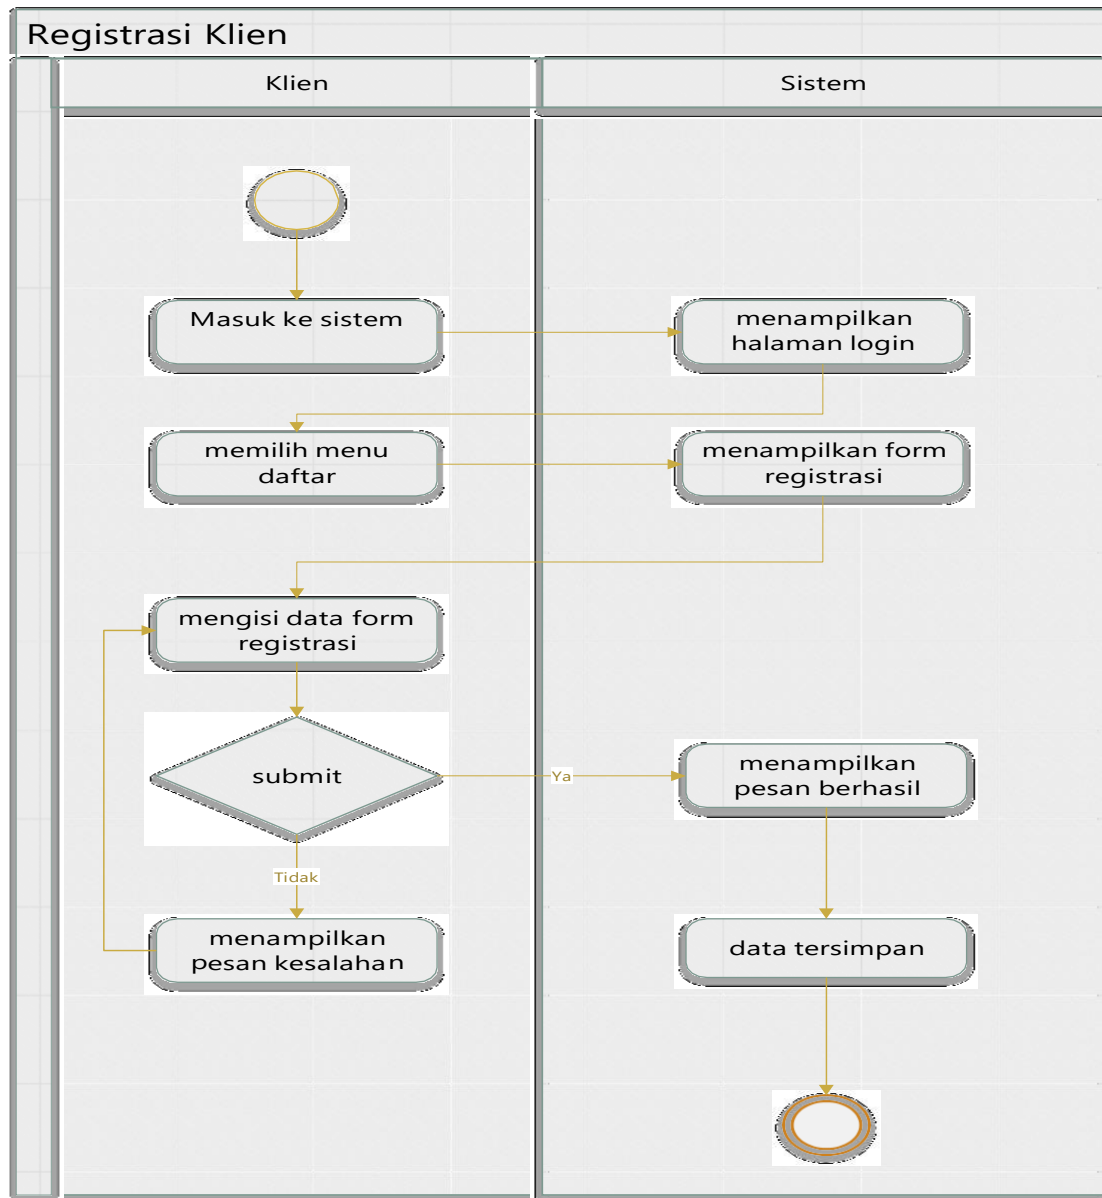 Registrasi Klien
Klien
Sistem
Masuk ke sistem
menampilkan
halaman login
memilih menu
daftar
menampilkan form
registrasi
mengisi data form
registrasi
submit
Ya
menampilkan
pesan berhasil
Tidak
menampilkan
pesan kesalahan
data tersimpan